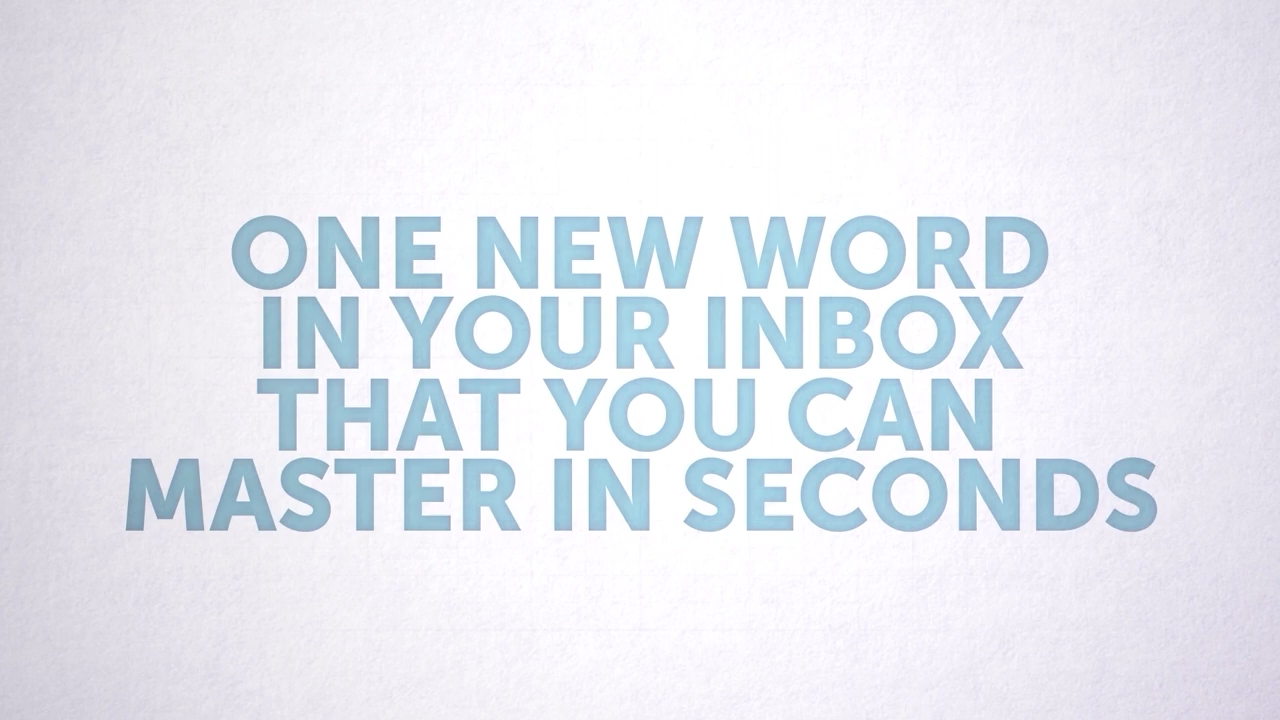 ONE NEW WORD
IN YOUR INBOX
THAT YOU CAN
MASTER IN SECONDS